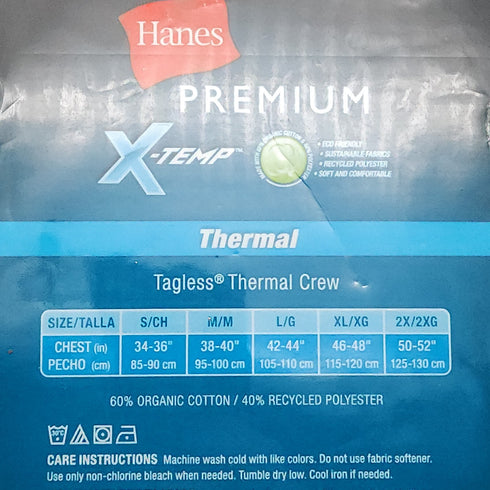 Hanes
PREMIUM
X-TEMP™
• ECO FRIENDLY
• SUSTAINABLE FABRICS
• RECYCLED POLYESTER
• SOFT AND COMFORTABLE
Thermal
Tagless® Thermal Crew
SIZE/TALLA S/CH M/M L/G XL/XG 2X/2XG
CHEST (in) 34-36" 38-40" 42-44" 46-48" 50-52"
PECHO (cm) 85-90 cm 95-100 cm 105-110 cm 115-120 cm 125-130 cm
60% ORGANIC COTTON / 40% RECYCLED POLYESTER
CARE INSTRUCTIONS Machine wash cold with like colors. Do not use fabric softener.
Use only non-chlorine bleach when needed. Tumble dry low. Cool iron if needed.